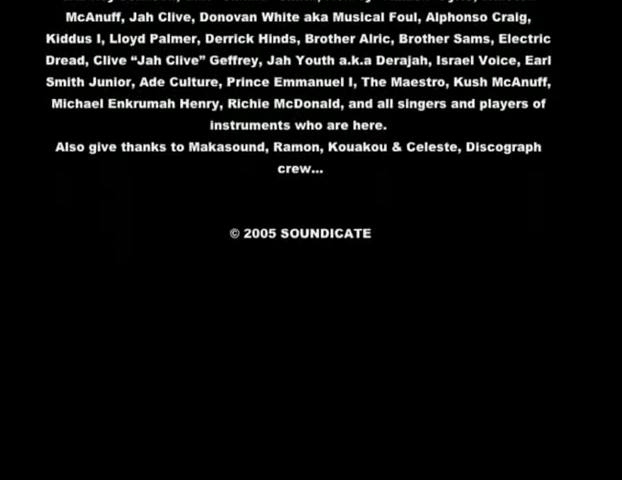 McAnuff, Jah Clive, Donovan White aka Musical Foul, Alphonso Craig,
Kiddus I, Lloyd Palmer, Derrick Hinds, Brother Alric, Brother Sams, Electric
Dread, Clive “Jah Clive” Geffrey, Jah Youth a.k.a Derajah, Israel Voice, Earl
Smith Junior, Ade Culture, Prince Emmanuel I, The Maestro, Kush McAnuff,
Michael Enkrumah Henry, Richie McDonald, and all singers and players of
instruments who are here.
Also give thanks to Makasound, Ramon, Kouakou & Celeste, Discograph
crew...
© 2005 SOUNDICATE